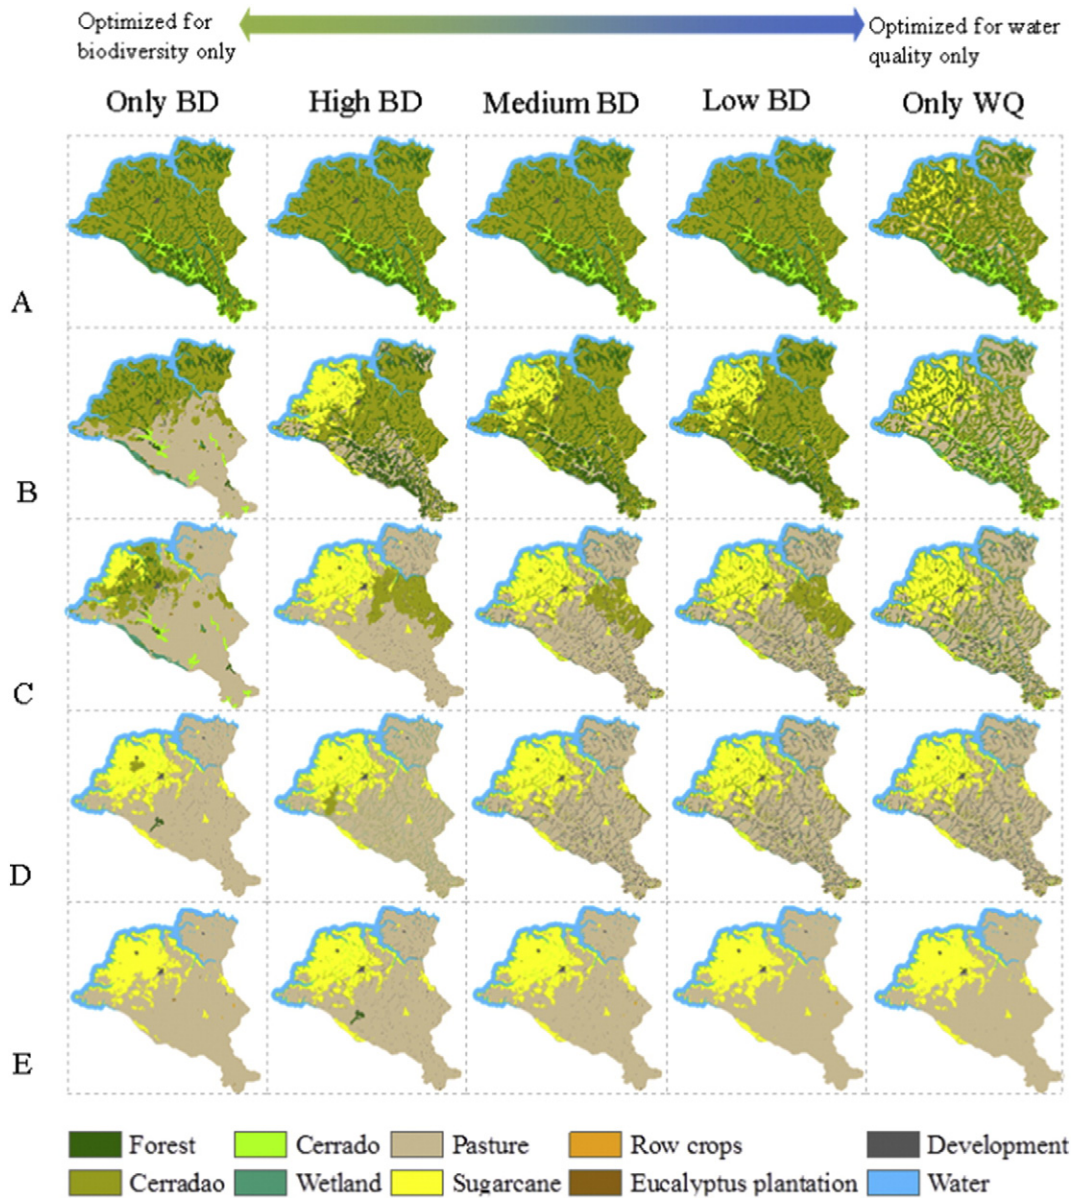 Optimized for
biodiversity only
Optimized for water
quality only
Only BD
High BD
Medium BD
Low BD
Only WQ
A
B
C
D
E
Forest
Cerrado
Pasture
Row crops
Development
Cerradao
Wetland
Sugarcane
Eucalyptus plantation
Water